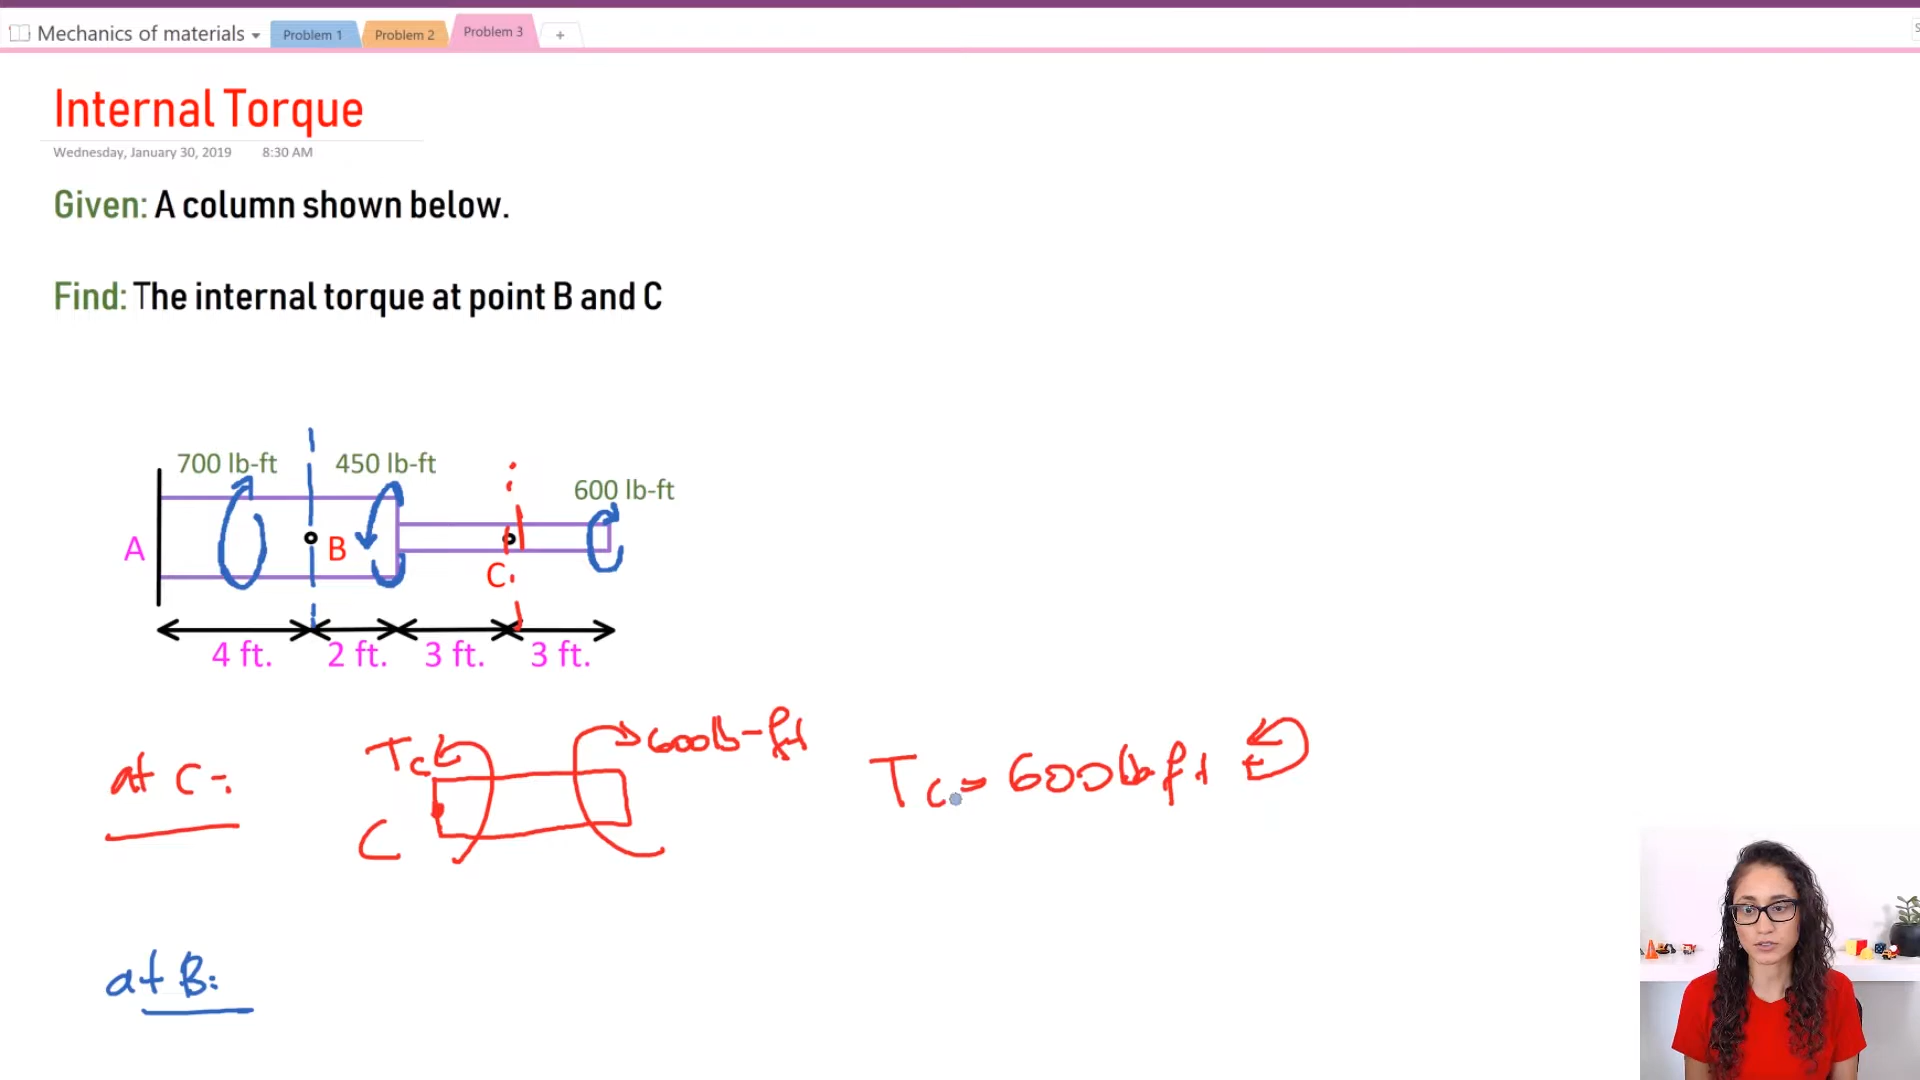 Mechanics of materials Problem 1 Problem 2 Problem 3 +
Internal Torque
Wednesday, January 30, 2019 8:30 AM
Given: A column shown below.
Find: The internal torque at point B and C
700 lb-ft 450 lb-ft
600 lb-ft
A B
C
4 ft. 2 ft. 3 ft. 3 ft.
at C: Tc 600lb-ft Tc = 600lb-ft
C
at B: